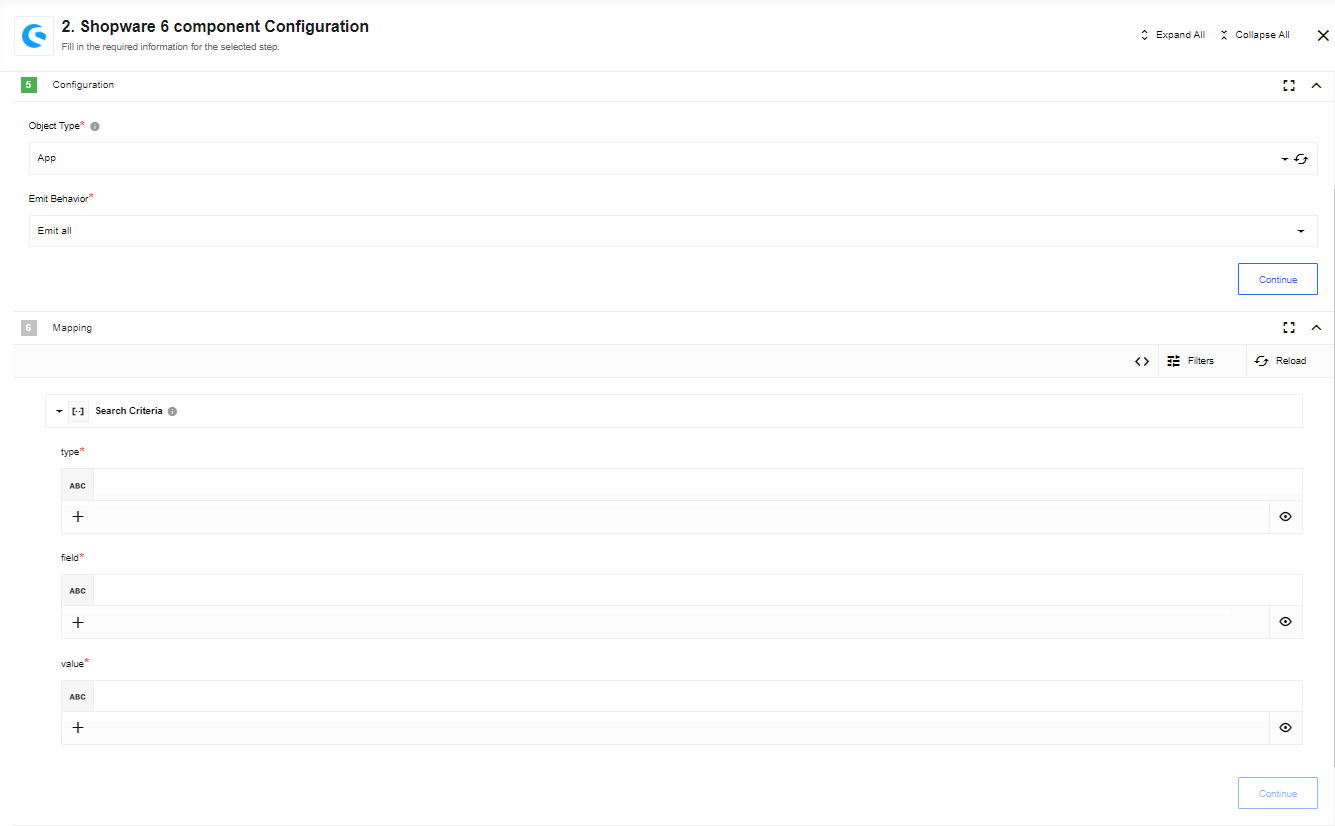 2. Shopware 6 component Configuration
Fill in the required information for the selected step.
Expand All
Collapse All
5 Configuration
Object Type*
App
Emit Behavior*
Emit all
Continue
6 Mapping
Filters
Reload
Search Criteria
type*
ABC
field*
ABC
value*
ABC
Continue